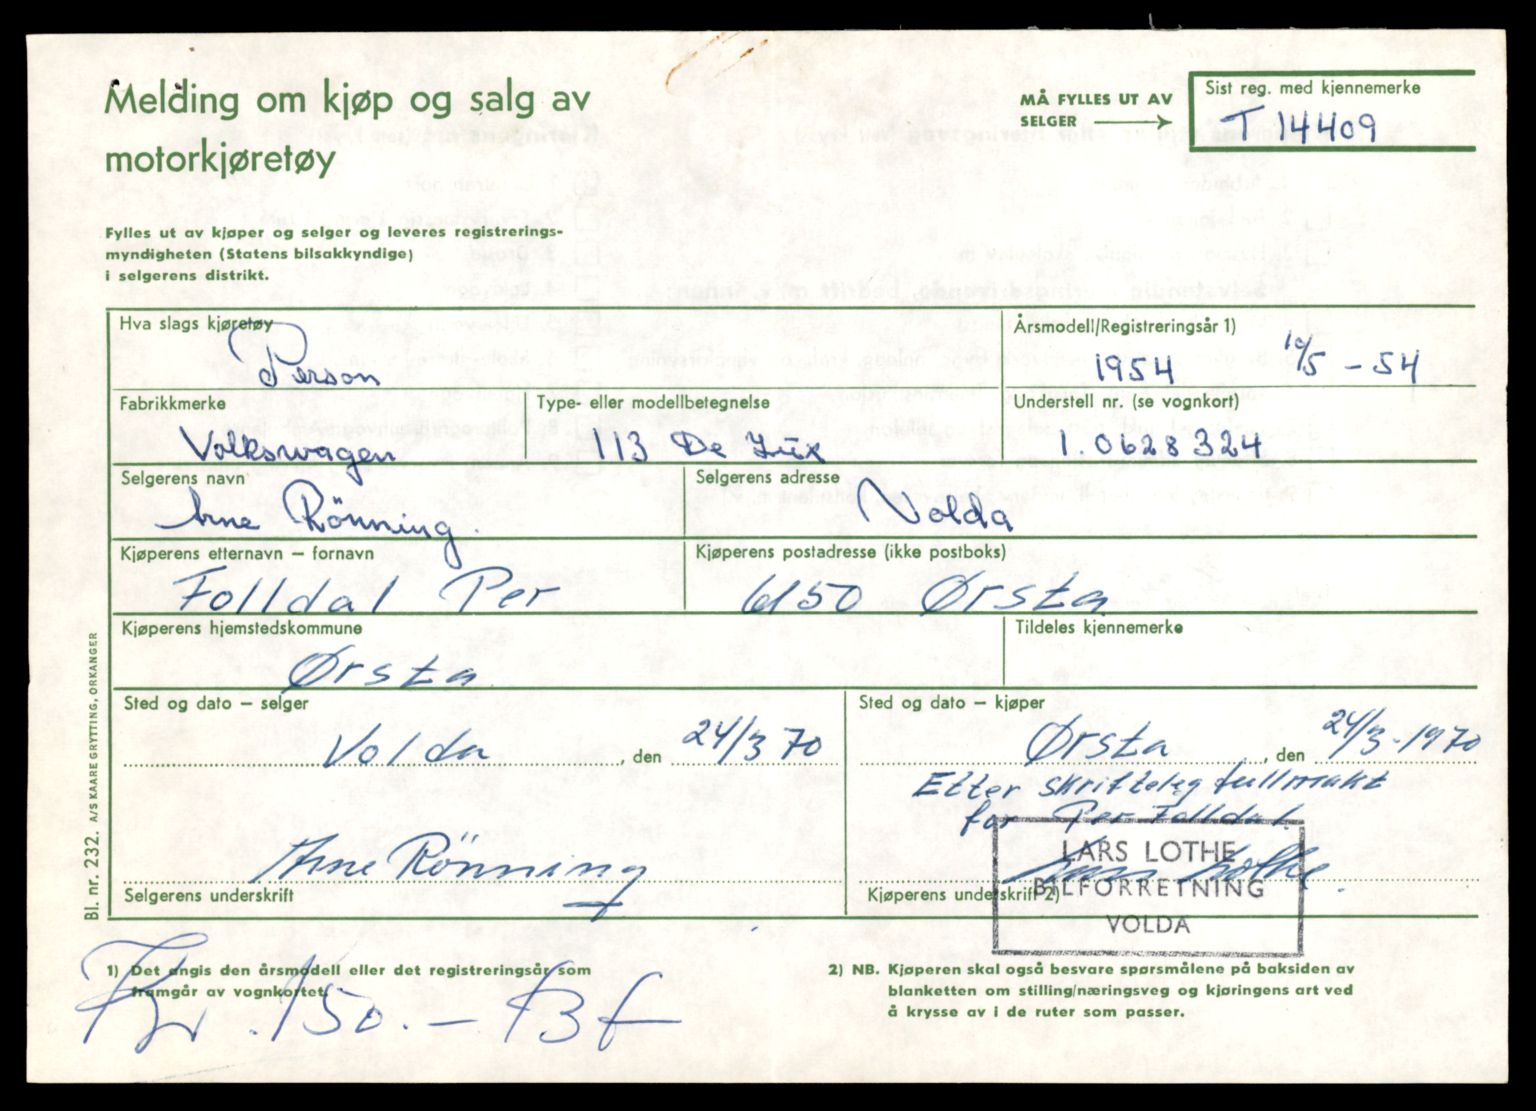 Melding om kjøp og salg av
motorkjøretøy
MÅ FYLLES UT AV
SELGER
Sist reg. med kjennemerke
T 14409
Fylles ut av kjøper og selger og leveres registrerings-
myndigheten (Statens bilsakkyndige)
i selgerens distrikt.
Hva slags kjøretøy
Person
Årsmodell/Registreringsår 1)
1954 10/5 - 54
Fabrikkmerke
Volkswagen
Type- eller modellbetegnelse
113 De Lux
Understell nr. (se vognkort)
1.0628324
Selgerens navn
Arne Rönning.
Selgerens adresse
Volda
Kjøperens etternavn – fornavn
Folldal Per
Kjøperens postadresse (ikke postboks)
6150 Ørsta
Kjøperens hjemstedskommune
Ørsta
Tildeles kjennemerke
Sted og dato – selger
Volda , den 24/3 70
Sted og dato – kjøper
Ørsta , den 24/3-1970
Etter skrifteleg fullmakt
for Per Folldal.
Arne Rönning
Selgerens underskrift
Lars Lothe.
Kjøperens underskrift 2)
LARS LOTHE
BILFORRETNING
VOLDA
1) Det angis den årsmodell eller det registreringsår som
framgår av vognkortet.
2) NB. Kjøperen skal også besvare spørsmålene på baksiden av
blanketten om stilling/næringsveg og kjøringens art ved
å krysse av i de ruter som passer.
150.-
Bl. nr. 232. A/S KAARE GRYTTING, ORKANGER